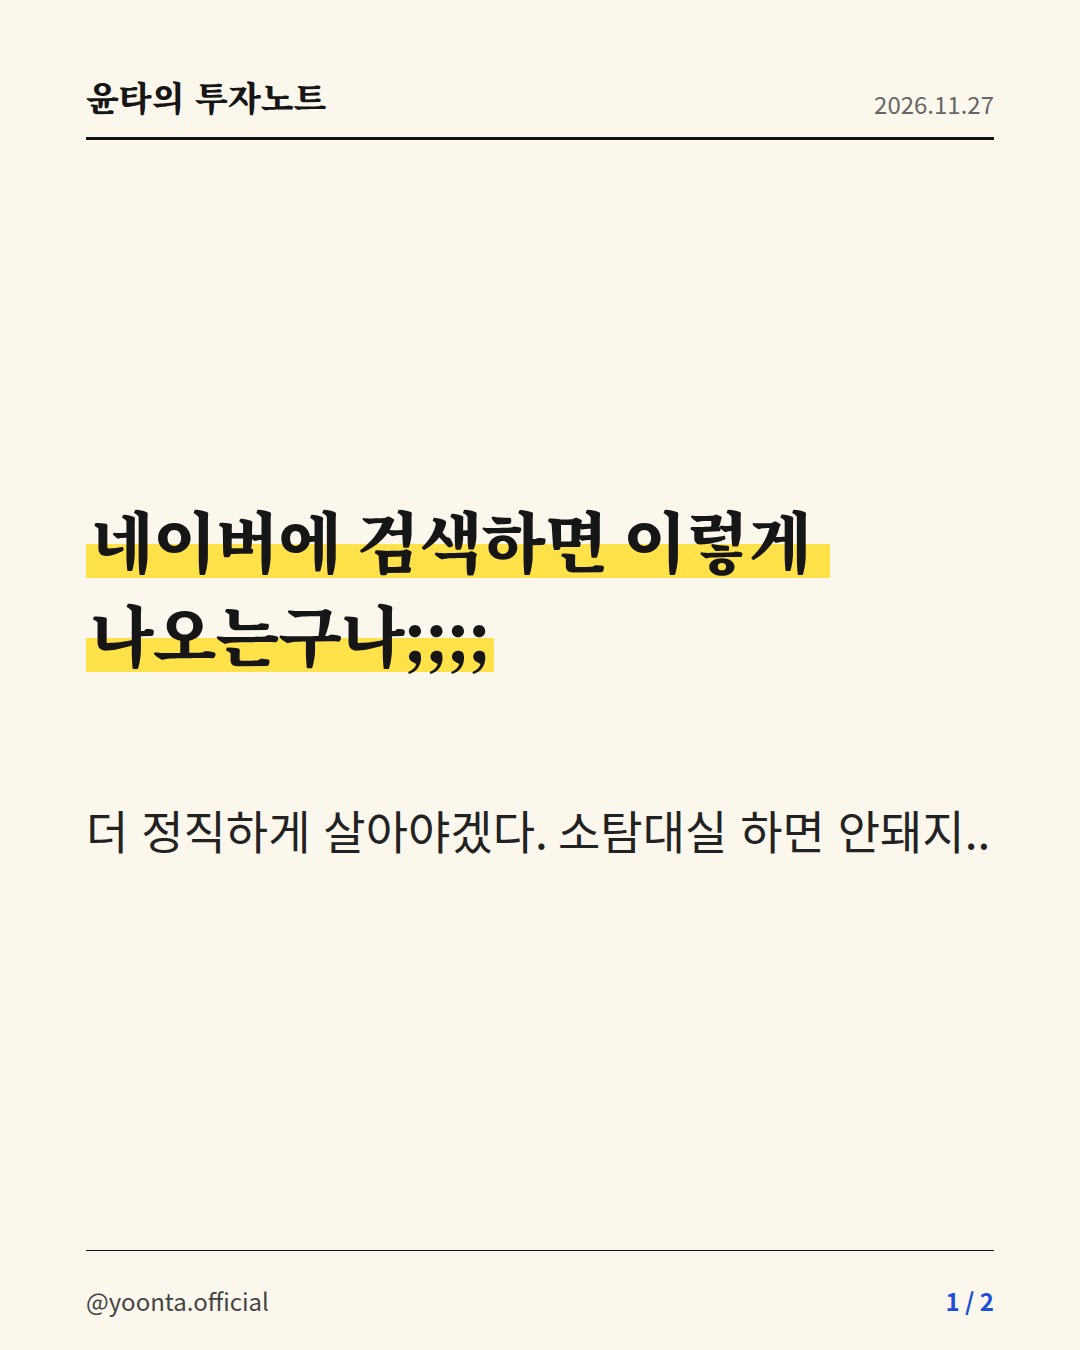 윤타의 투자노트
2026.11.27
네이버에 검색하면 이렇게
나오는구나;;;;
더 정직하게 살아야겠다. 소탐대실 하면 안돼지..
@yoonta.official
1 / 2